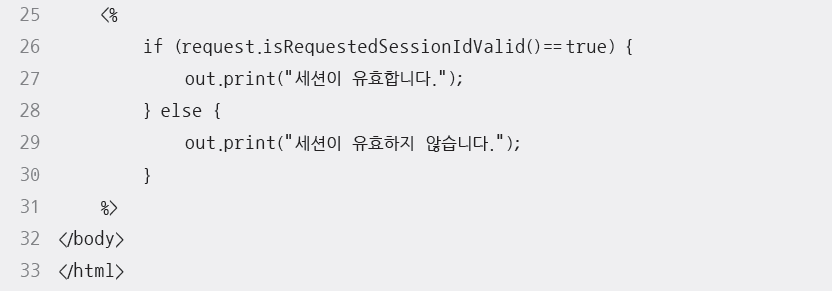 25 <%
26 if (request.isRequestedSessionIdValid()==true) {
27 out.print("세션이 유효합니다.");
28 } else {
29 out.print("세션이 유효하지 않습니다.");
30 }
31 %>
32 </body>
33 </html>